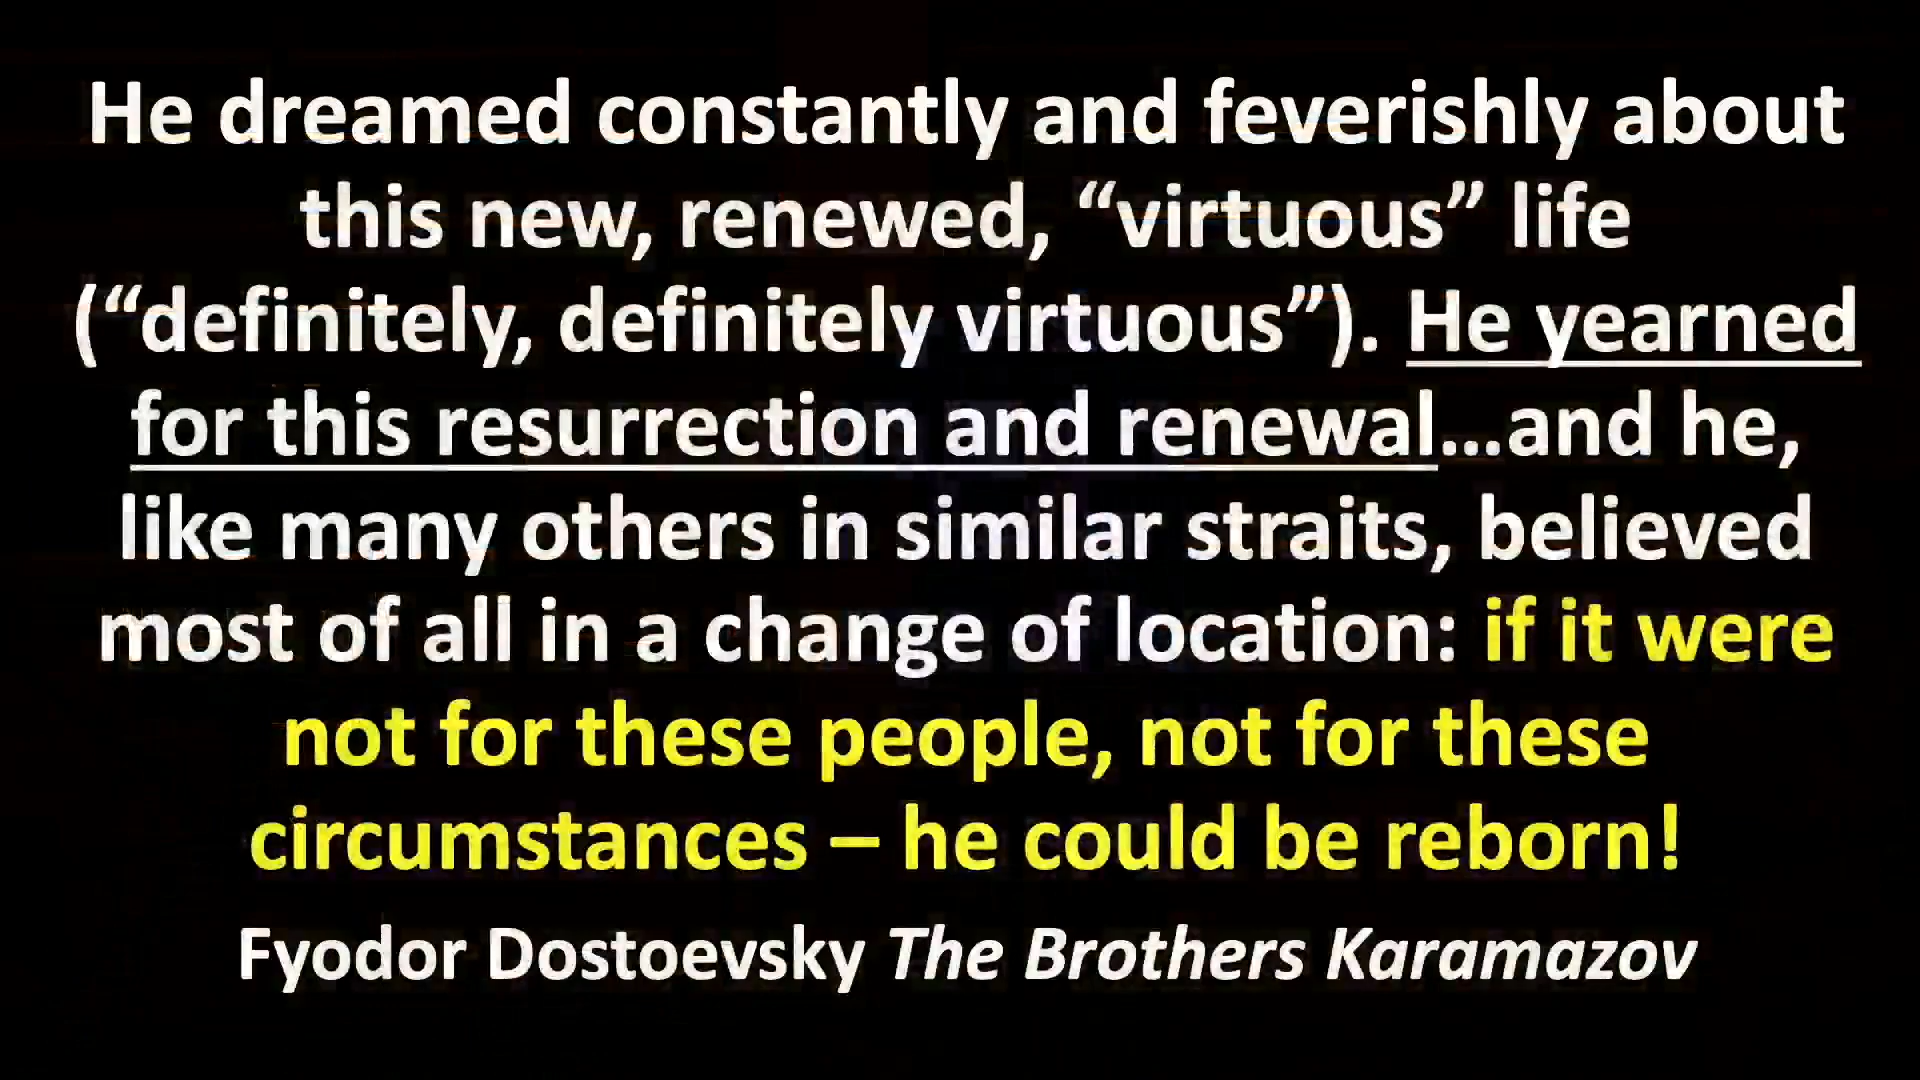 He dreamed constantly and feverishly about
this new, renewed, “virtuous” life
(“definitely, definitely virtuous”). He yearned
for this resurrection and renewal...and he,
like many others in similar straits, believed
most of all in a change of location: if it were
not for these people, not for these
circumstances – he could be reborn!
Fyodor Dostoevsky The Brothers Karamazov